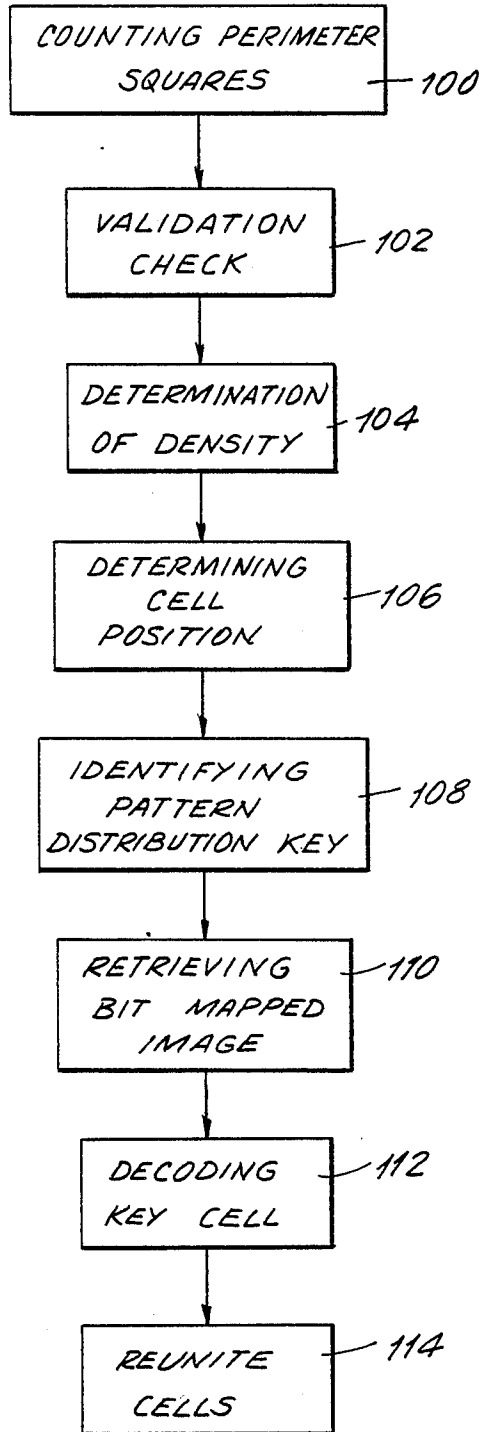 COUNTING PERIMETER
SQUARES
100
VALIDATION
CHECK
102
DETERMINATION
OF DENSITY
104
DETERMINING
CELL
POSITION
106
IDENTIFYING
PATTERN
DISTRIBUTION KEY
108
RETRIEVING
BIT MAPPED
IMAGE
110
DECODING
KEY CELL
112
REUNITE
CELLS
114